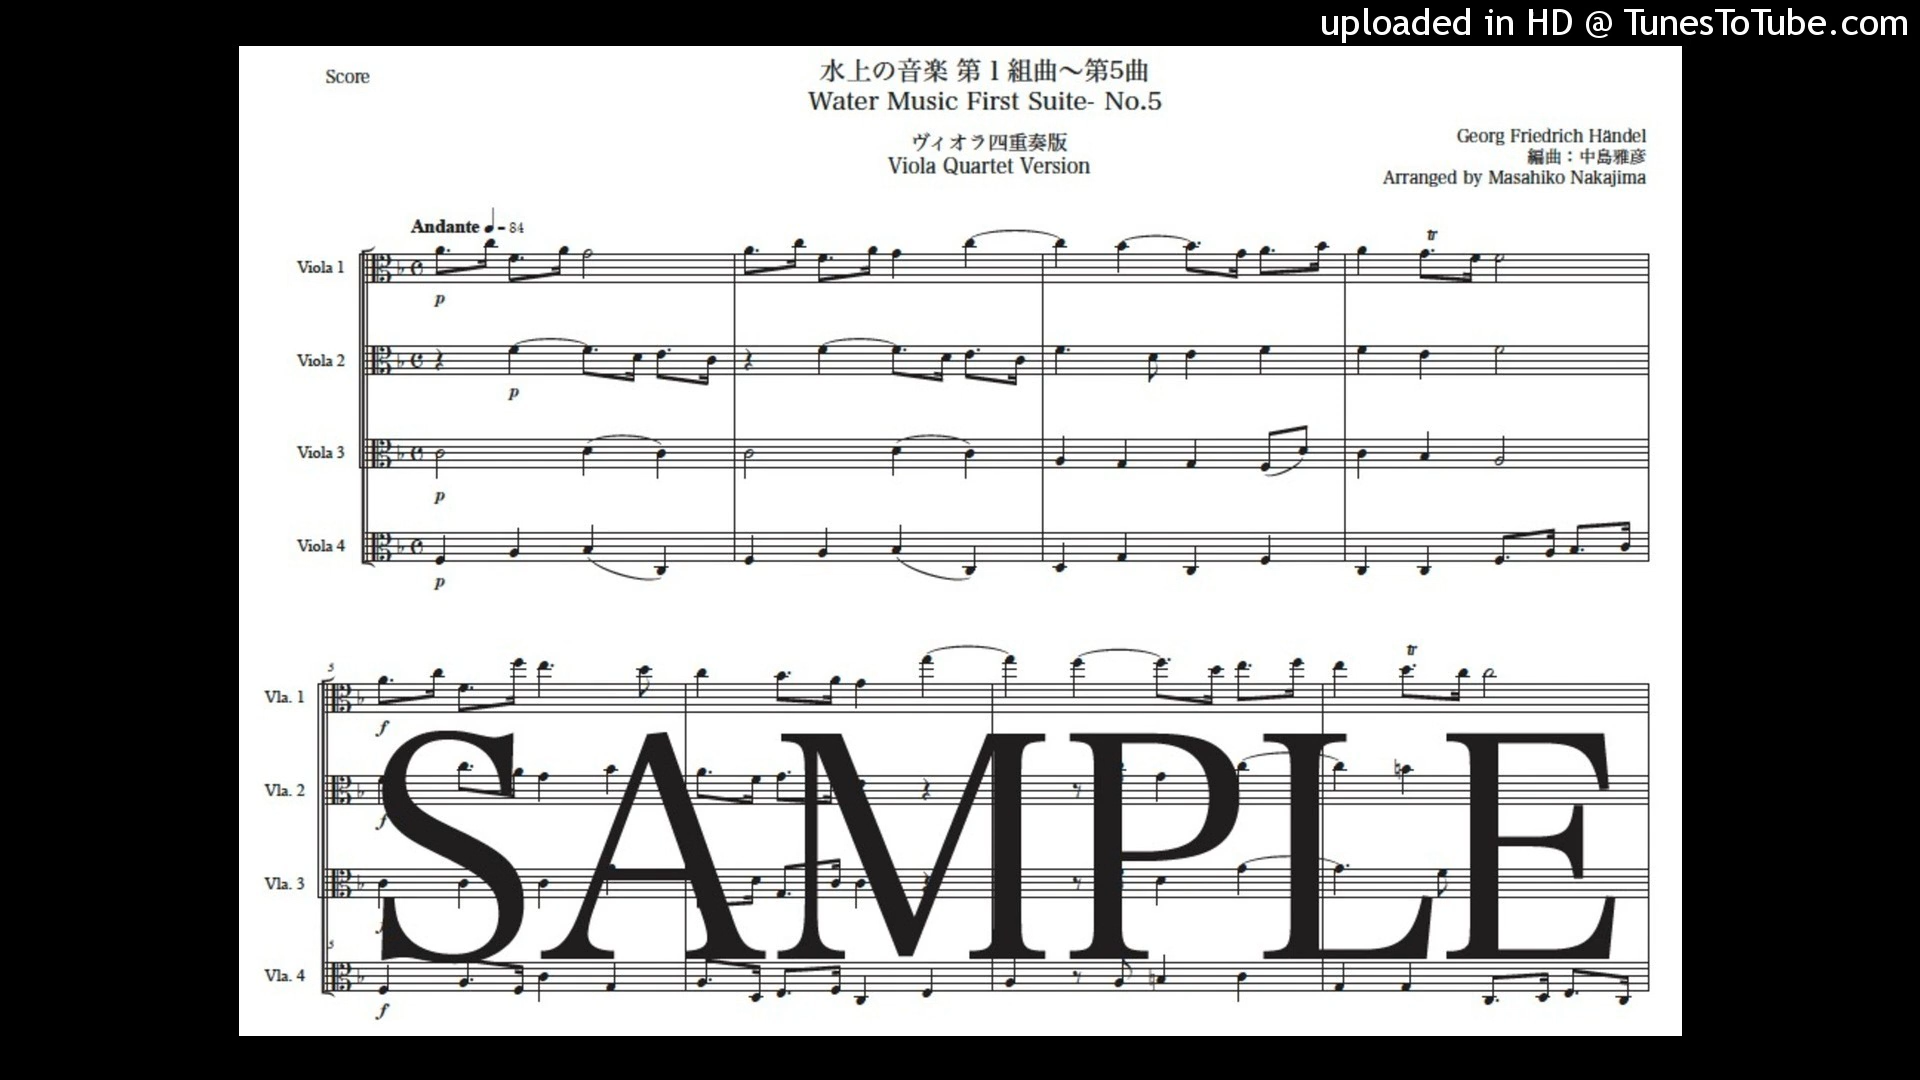 uploaded in HD @ TunesToTube.com
Score
水上の音楽 第1組曲～第5曲
Water Music First Suite- No.5
ヴィオラ四重奏版
Viola Quartet Version
Georg Friedrich Händel
編曲：中島雅彦
Arranged by Masahiko Nakajima
Andante ♩= 84
tr
Viola 1
p
Viola 2
p
Viola 3
p
Viola 4
p
5
tr
Vla. 1
f
Vla. 2
f
Vla. 3
5
Vla. 4
f
SAMPLE